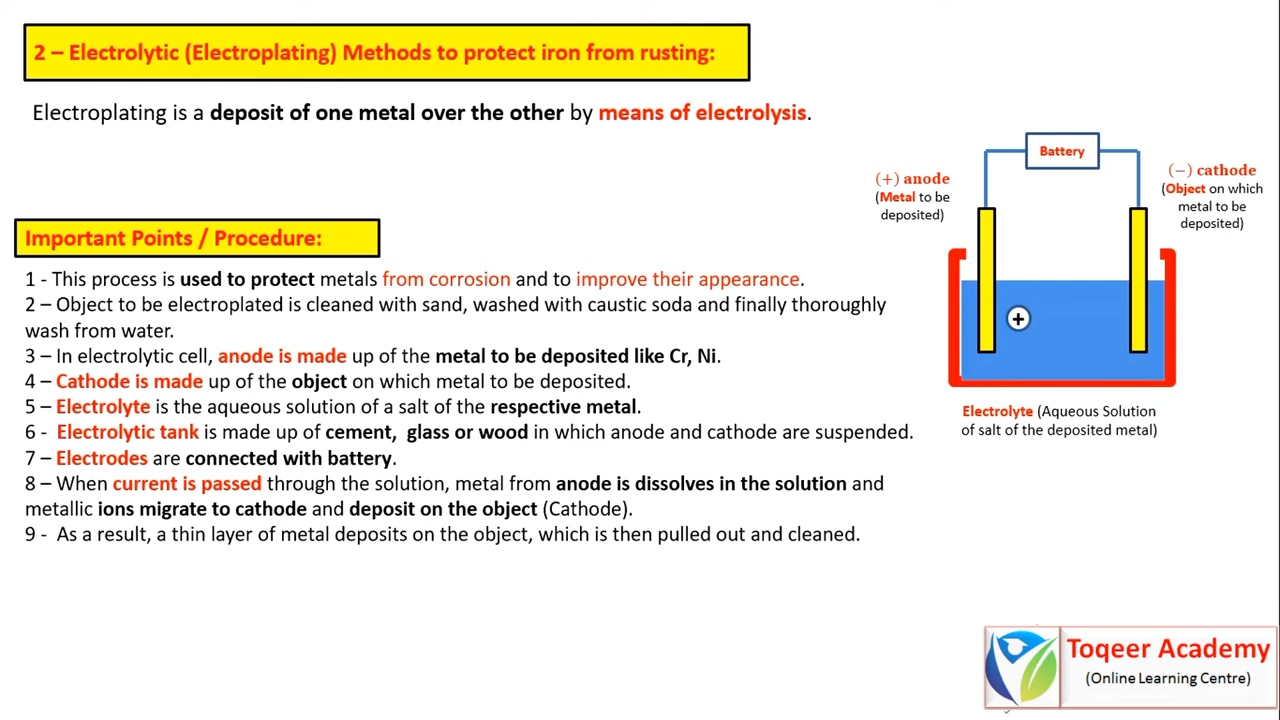 2 – Electrolytic (Electroplating) Methods to protect iron from rusting:
Electroplating is a deposit of one metal over the other by means of electrolysis.
Battery
(+) anode
(Metal to be
deposited)
(−) cathode
(Object on which
metal to be
deposited)
+
Electrolyte (Aqueous Solution
of salt of the deposited metal)
Important Points / Procedure:
1 - This process is used to protect metals from corrosion and to improve their appearance.
2 – Object to be electroplated is cleaned with sand, washed with caustic soda and finally thoroughly
wash from water.
3 – In electrolytic cell, anode is made up of the metal to be deposited like Cr, Ni.
4 – Cathode is made up of the object on which metal to be deposited.
5 – Electrolyte is the aqueous solution of a salt of the respective metal.
6 - Electrolytic tank is made up of cement, glass or wood in which anode and cathode are suspended.
7 – Electrodes are connected with battery.
8 – When current is passed through the solution, metal from anode is dissolves in the solution and
metallic ions migrate to cathode and deposit on the object (Cathode).
9 - As a result, a thin layer of metal deposits on the object, which is then pulled out and cleaned.
Toqeer Academy
(Online Learning Centre)